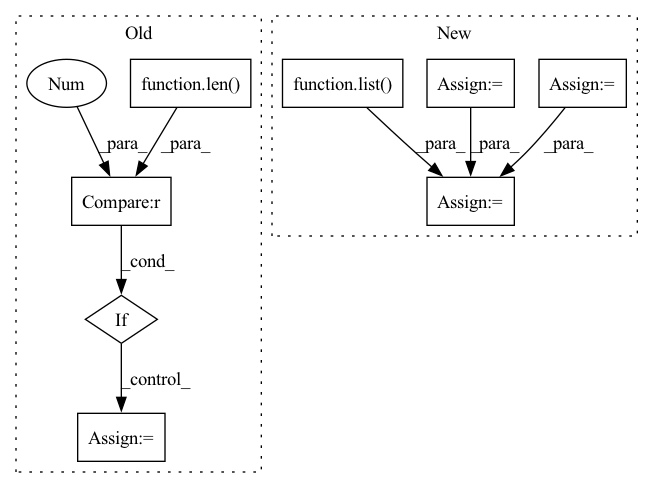 Old
New
Num
function.len()
function.list()
Assign:=
Assign:=
_para_
_para_
_para_
_para_
_para_
Compare:r
Assign:=
_cond_
If
_control_
Assign:=